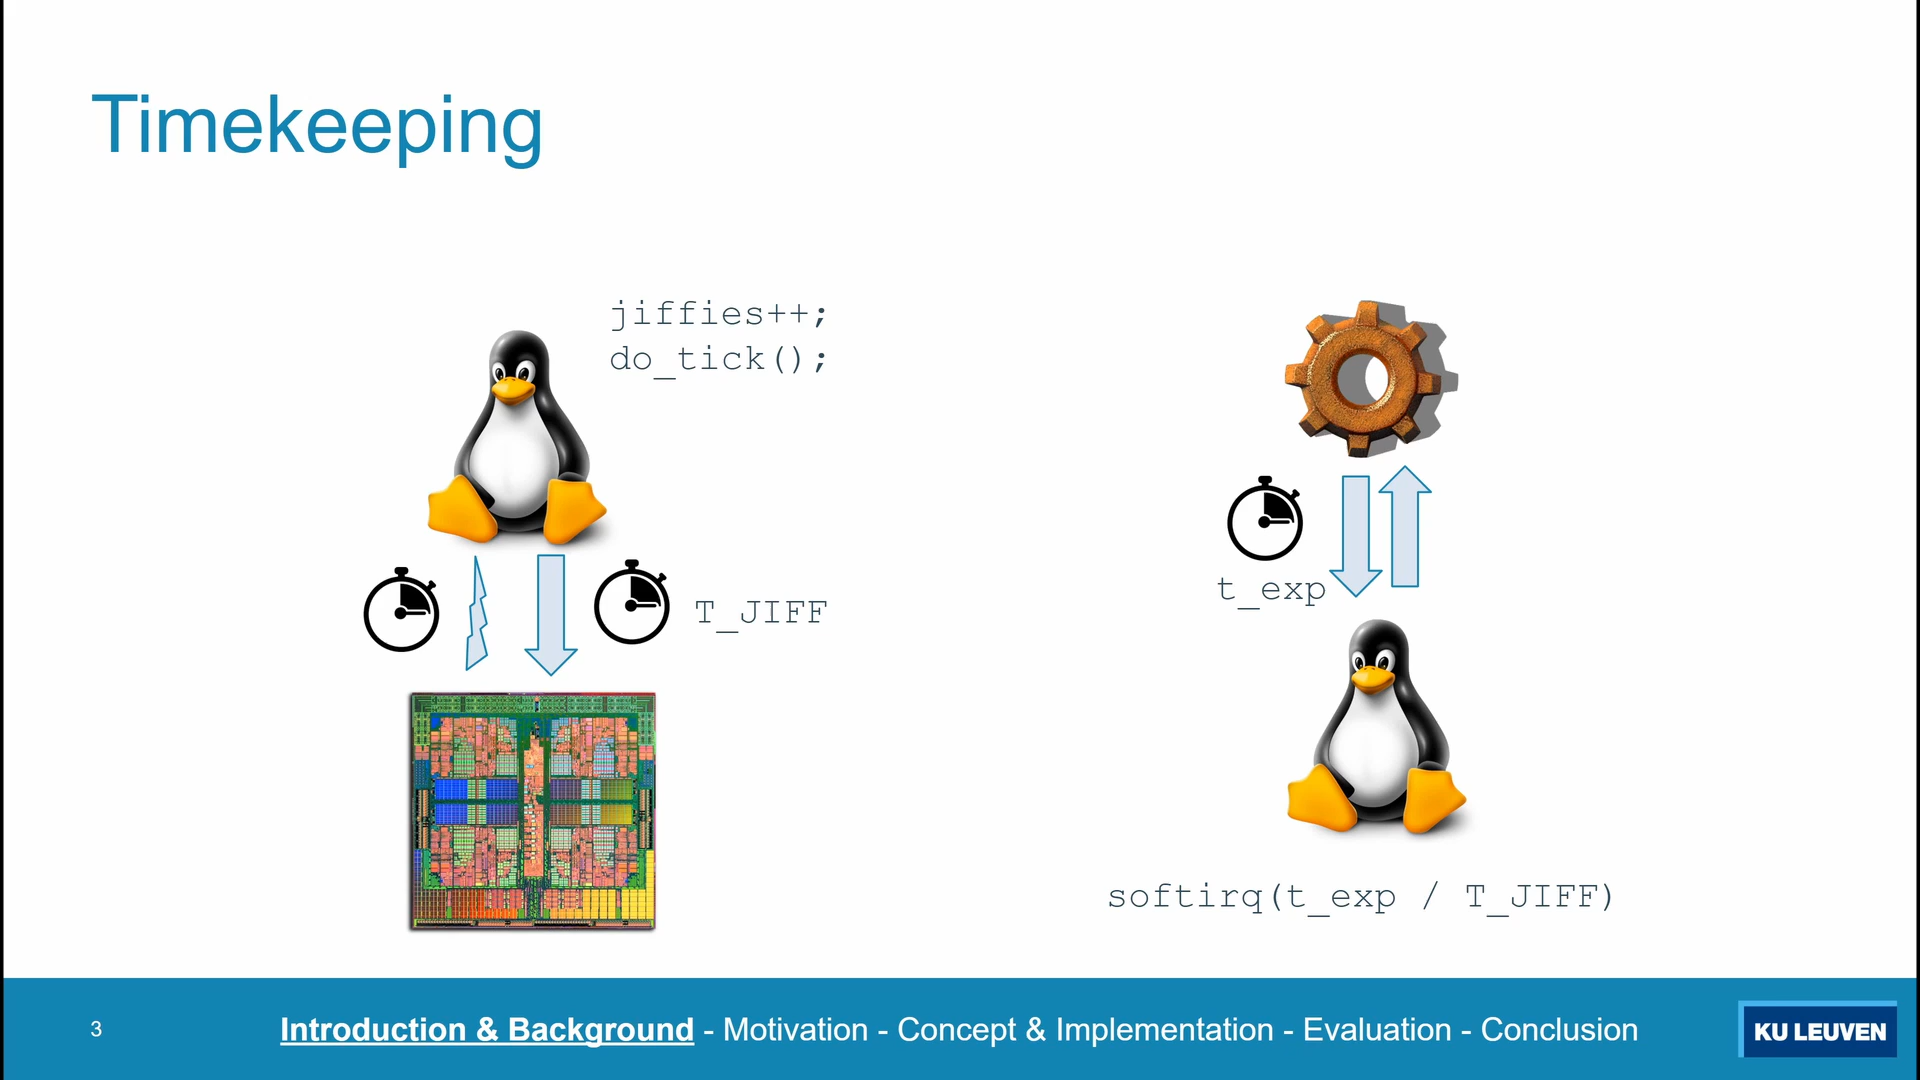 Timekeeping
jiffies++;
do_tick();
T_JIFF
t_exp
softirq(t_exp / T_JIFF)
3
Introduction & Background - Motivation - Concept & Implementation - Evaluation - Conclusion
KU LEUVEN